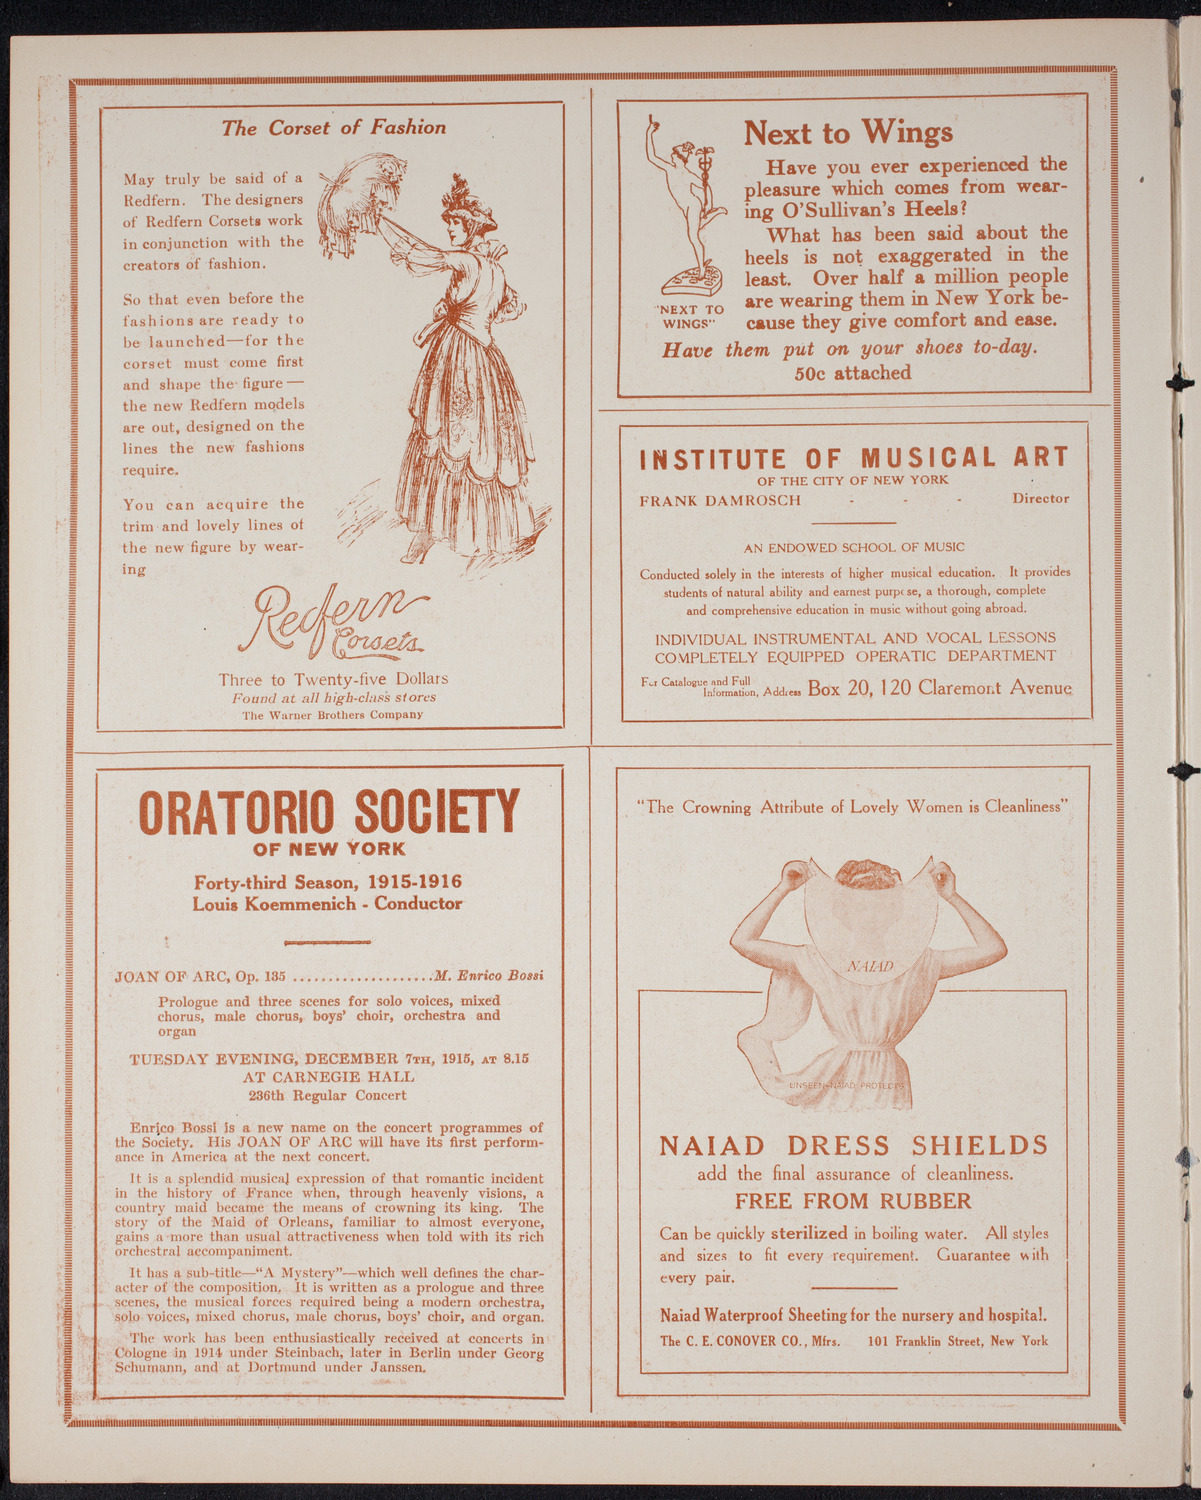 The Corset of Fashion
May truly be said of a
Redfern. The designers
of Redfern Corsets work
in conjunction with the
creators of fashion.
So that even before the
fashions are ready to
be launched—for the
corset must come first
and shape the figure—
the new Redfern models
are out, designed on the
lines the new fashions
require.
You can acquire the
trim and lovely lines of
the new figure by wear-
ing
Redfern
Corsets
Three to Twenty-five Dollars
Found at all high-class stores
The Warner Brothers Company
Next to Wings
Have you ever experienced the
pleasure which comes from wear-
ing O'Sullivan's Heels?
What has been said about the
heels is not exaggerated in the
least. Over half a million people
are wearing them in New York be-
cause they give comfort and ease.
"NEXT TO
WINGS"
Have them put on your shoes to-day.
50c attached
INSTITUTE OF MUSICAL ART
OF THE CITY OF NEW YORK
FRANK DAMROSCH - - - Director
AN ENDOWED SCHOOL OF MUSIC
Conducted solely in the interests of higher musical education. It provides
students of natural ability and earnest purpose, a thorough, complete
and comprehensive education in music without going abroad.
INDIVIDUAL INSTRUMENTAL AND VOCAL LESSONS
COMPLETELY EQUIPPED OPERATIC DEPARTMENT
For Catalogue and Full
Information, Address Box 20, 120 Claremont Avenue
ORATORIO SOCIETY
OF NEW YORK
Forty-third Season, 1915-1916
Louis Koemmenich - Conductor
JOAN OF ARC, Op. 135 ....................M. Enrico Bossi
Prologue and three scenes for solo voices, mixed
chorus, male chorus, boys' choir, orchestra and
organ
TUESDAY EVENING, DECEMBER 7TH, 1915, AT 8.15
AT CARNEGIE HALL
236th Regular Concert
Enrico Bossi is a new name on the concert programmes of
the Society. His JOAN OF ARC will have its first perform-
ance in America at the next concert.
It is a splendid musical expression of that romantic incident
in the history of France when, through heavenly visions, a
country maid became the means of crowning its king. The
story of the Maid of Orleans, familiar to almost everyone,
gains a more than usual attractiveness when told with its rich
orchestral accompaniment.
It has a sub-title—"A Mystery"—which well defines the char-
acter of the composition. It is written as a prologue and three
scenes, the musical forces required being a modern orchestra,
solo voices, mixed chorus, male chorus, boys' choir, and organ.
The work has been enthusiastically received at concerts in
Cologne in 1914 under Steinbach, later in Berlin under Georg
Schumann, and at Dortmund under Janssen.
"The Crowning Attribute of Lovely Women is Cleanliness"
NAIAD
UNSEEN-NAIAD PROTECTS
NAIAD DRESS SHIELDS
add the final assurance of cleanliness.
FREE FROM RUBBER
Can be quickly sterilized in boiling water. All styles
and sizes to fit every requirement. Guarantee with
every pair.
Naiad Waterproof Sheeting for the nursery and hospital.
The C. E. CONOVER CO., Mfrs. 101 Franklin Street, New York